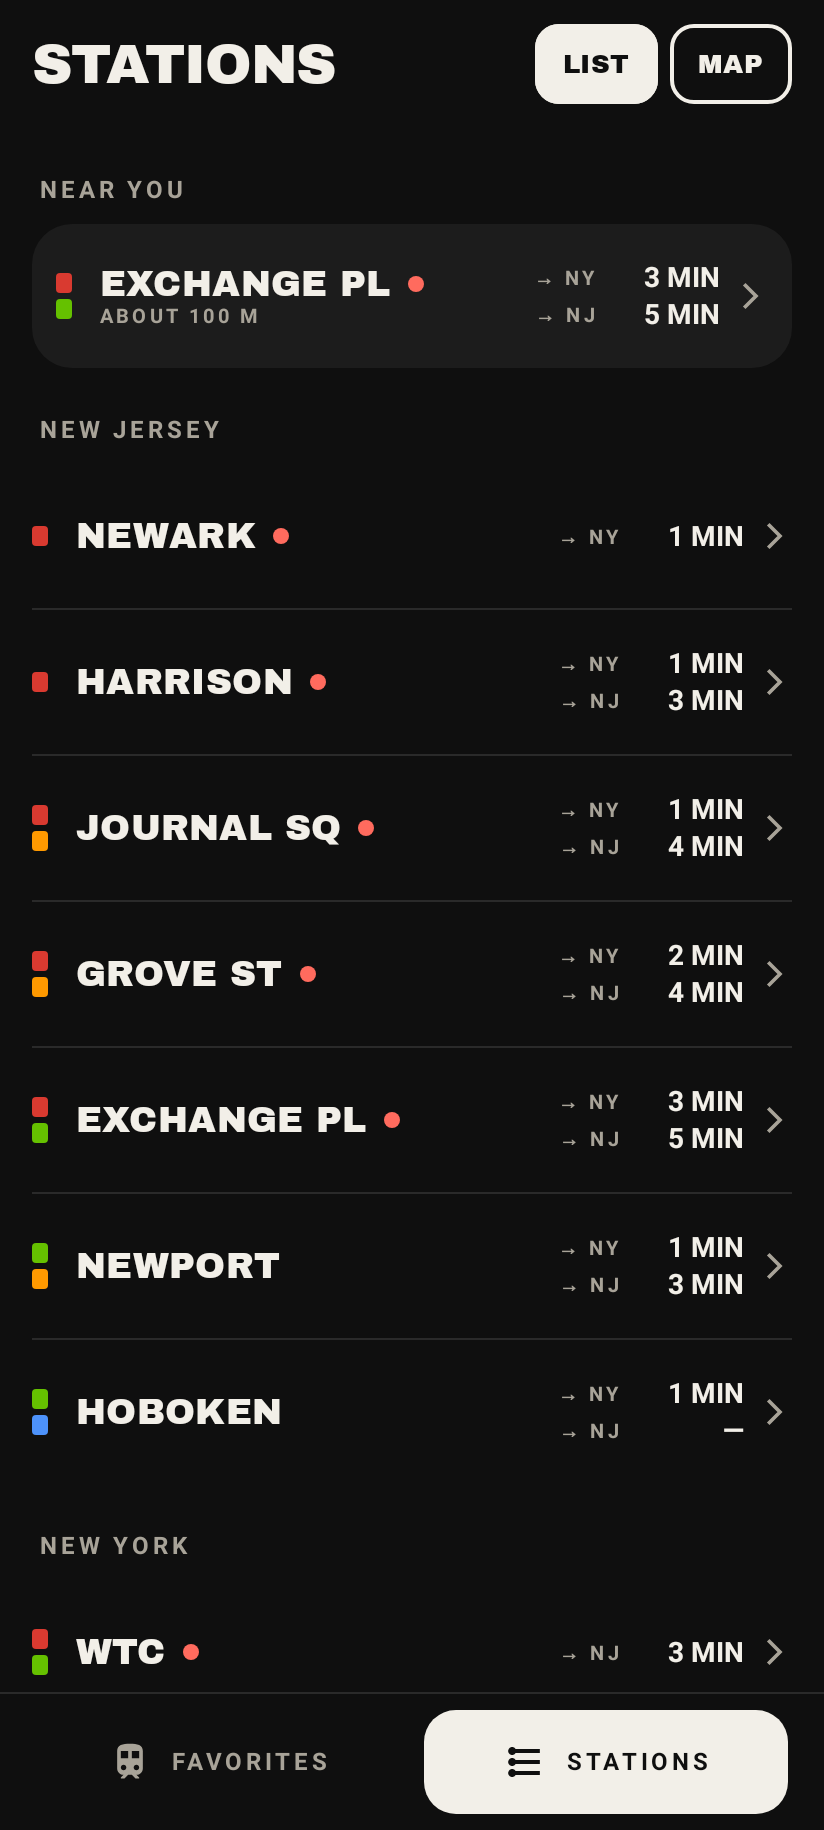 STATIONS
LIST
MAP
NEAR YOU
EXCHANGE PL → NY 3 MIN
ABOUT 100 M → NJ 5 MIN
NEW JERSEY
NEWARK → NY 1 MIN
HARRISON → NY 1 MIN
→ NJ 3 MIN
JOURNAL SQ → NY 1 MIN
→ NJ 4 MIN
GROVE ST → NY 2 MIN
→ NJ 4 MIN
EXCHANGE PL → NY 3 MIN
→ NJ 5 MIN
NEWPORT → NY 1 MIN
→ NJ 3 MIN
HOBOKEN → NY 1 MIN
→ NJ –
NEW YORK
WTC → NJ 3 MIN
FAVORITES
STATIONS